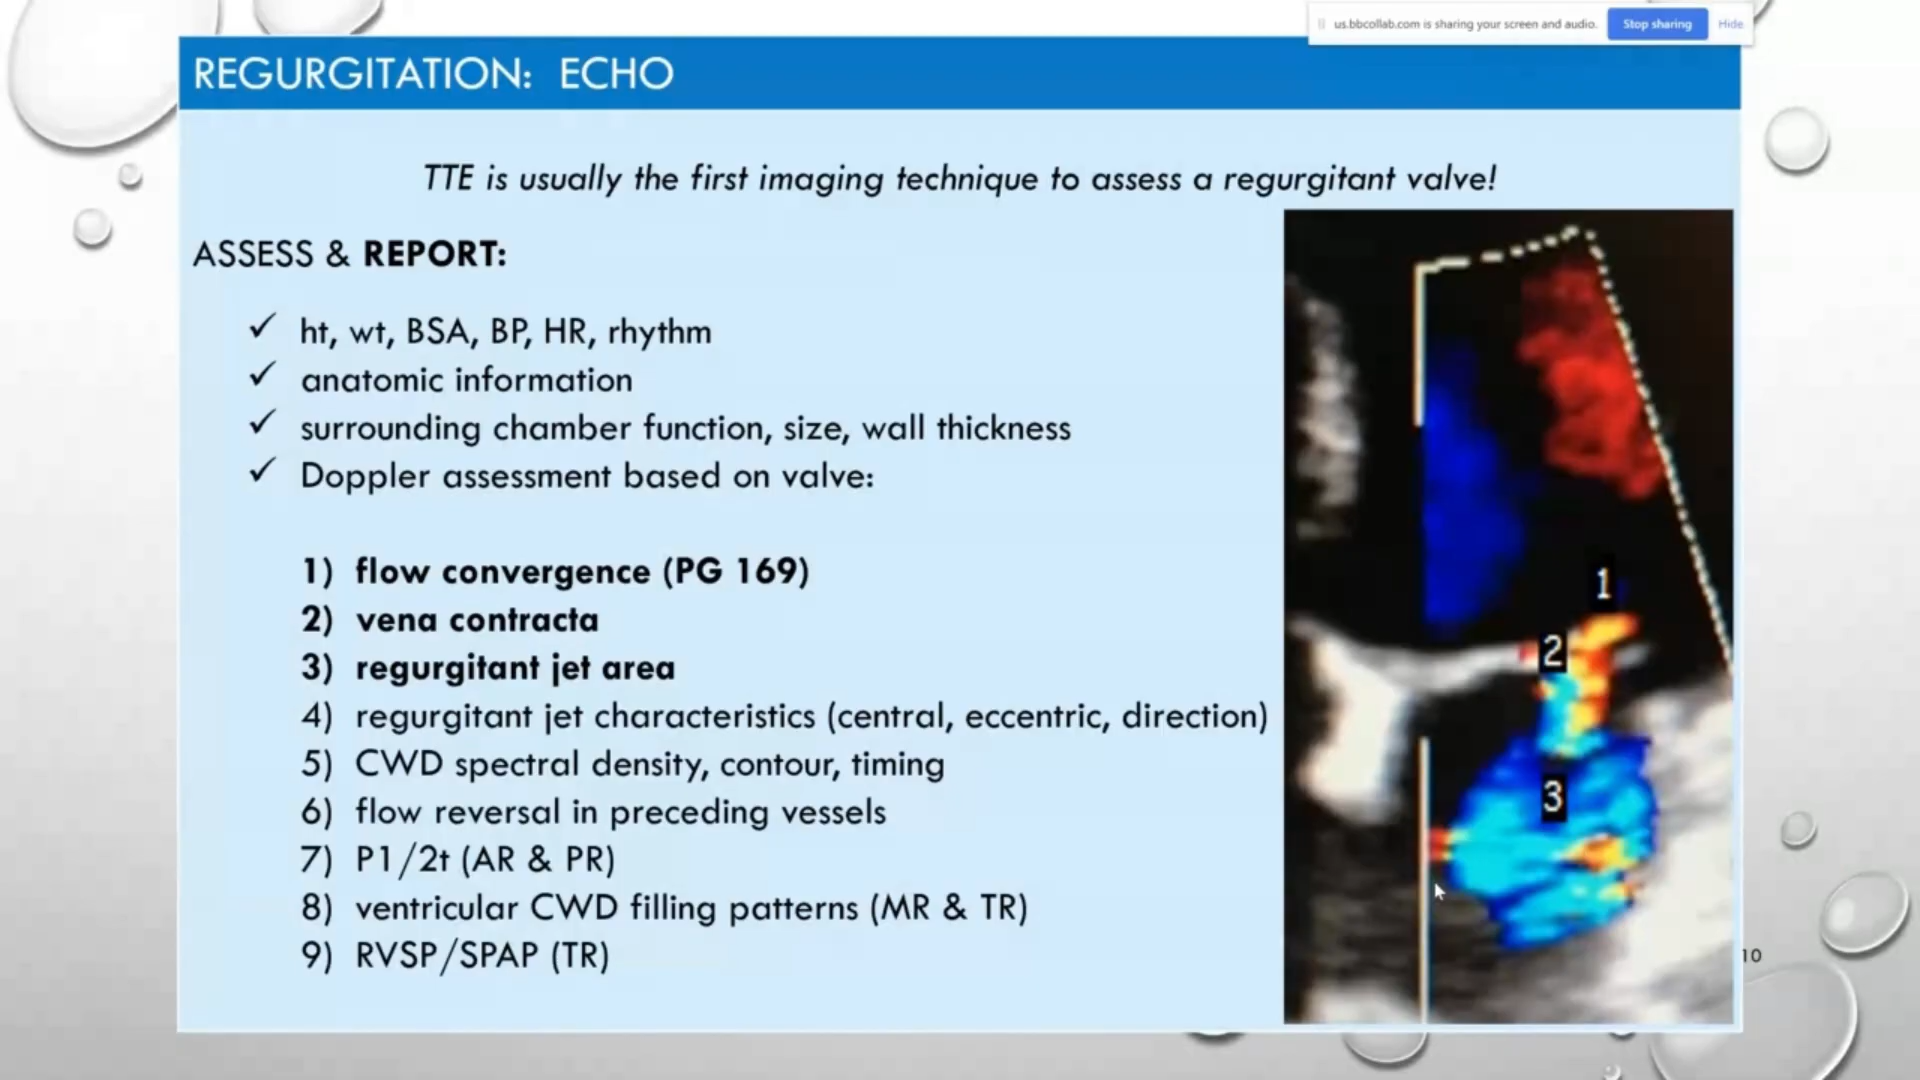 us.bbcollab.com is sharing your screen and audio. Stop sharing Hide
REGURGITATION: ECHO
TTE is usually the first imaging technique to assess a regurgitant valve!
ASSESS & REPORT:
✓ ht, wt, BSA, BP, HR, rhythm
✓ anatomic information
✓ surrounding chamber function, size, wall thickness
✓ Doppler assessment based on valve:
1) flow convergence (PG 169)
2) vena contracta
3) regurgitant jet area
4) regurgitant jet characteristics (central, eccentric, direction)
5) CWD spectral density, contour, timing
6) flow reversal in preceding vessels
7) P1/2t (AR & PR)
8) ventricular CWD filling patterns (MR & TR)
9) RVSP/SPAP (TR)
1
2
3
10